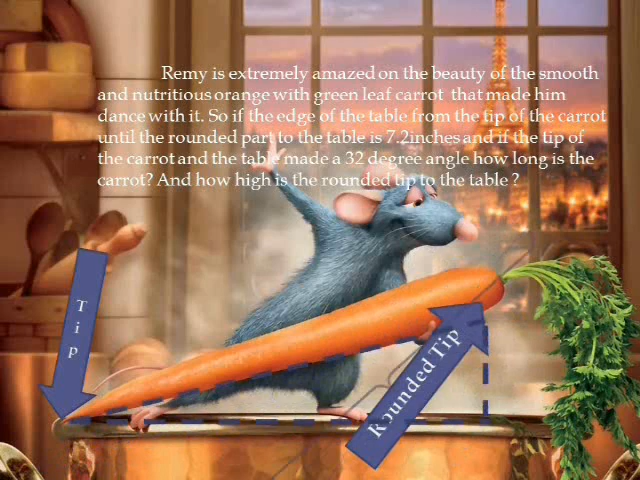 Remy is extremely amazed on the beauty of the smooth
and nutritious orange with green leaf carrot that made him
dance with it. So if the edge of the table from the tip of the carrot
until the rounded part to the table is 7.2inches and if the tip of
the carrot and the table made a 32 degree angle how long is the
carrot? And how high is the rounded tip to the table ?
Tip
Rounded Tip